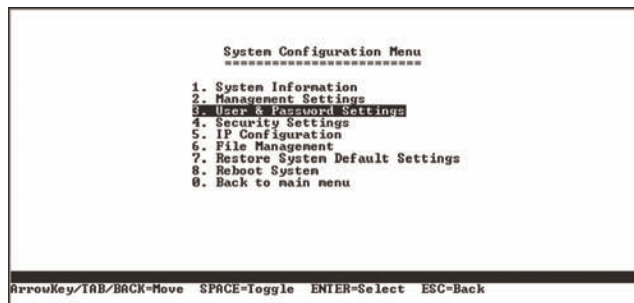 System Configuration Menu
=========================
1. System Information
2. Management Settings
3. User & Password Settings
4. Security Settings
5. IP Configuration
6. File Management
7. Restore System Default Settings
8. Reboot System
0. Back to main menu
ArrowKey/TAB/BACK=Move SPACE=Toggle ENTER=Select ESC=Back